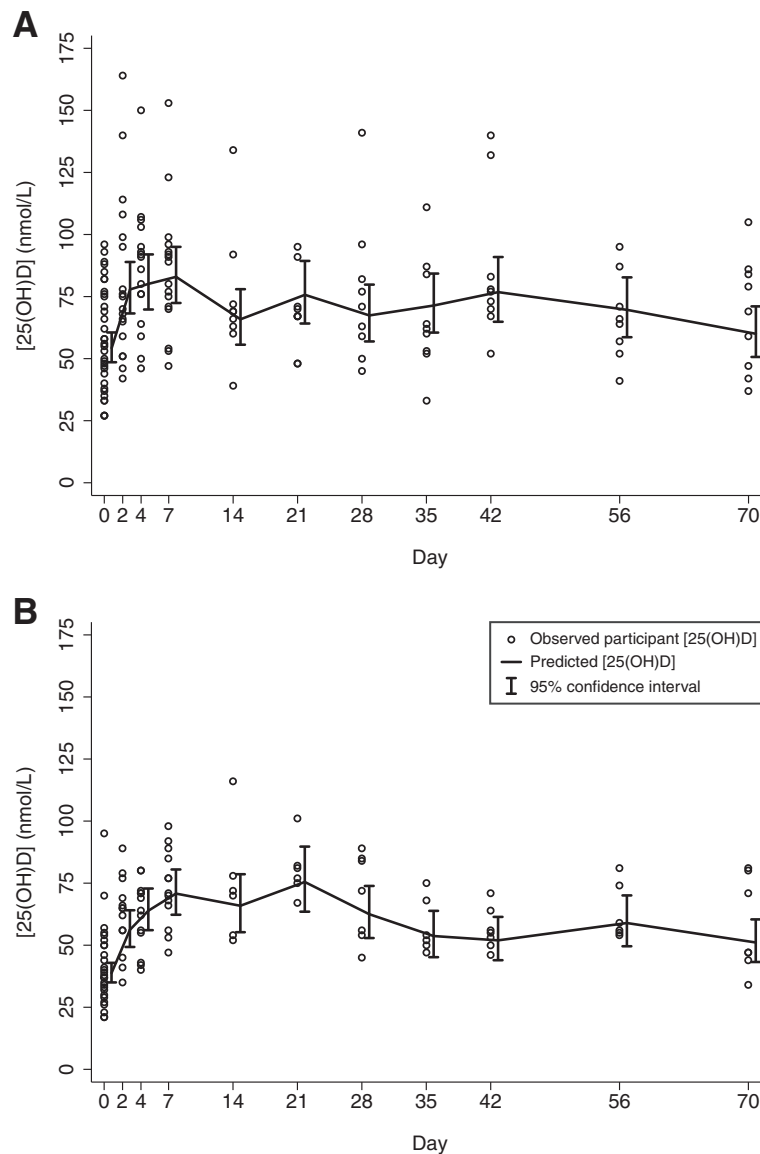 A
175
150
125
100
75
50
25
0
[25(OH)D] (nmol/L)
0 2 4 7 14 21 28 35 42 56 70
Day
B
175
150
125
100
75
50
25
0
[25(OH)D] (nmol/L)
Observed participant [25(OH)D]
Predicted [25(OH)D]
95% confidence interval
0 2 4 7 14 21 28 35 42 56 70
Day